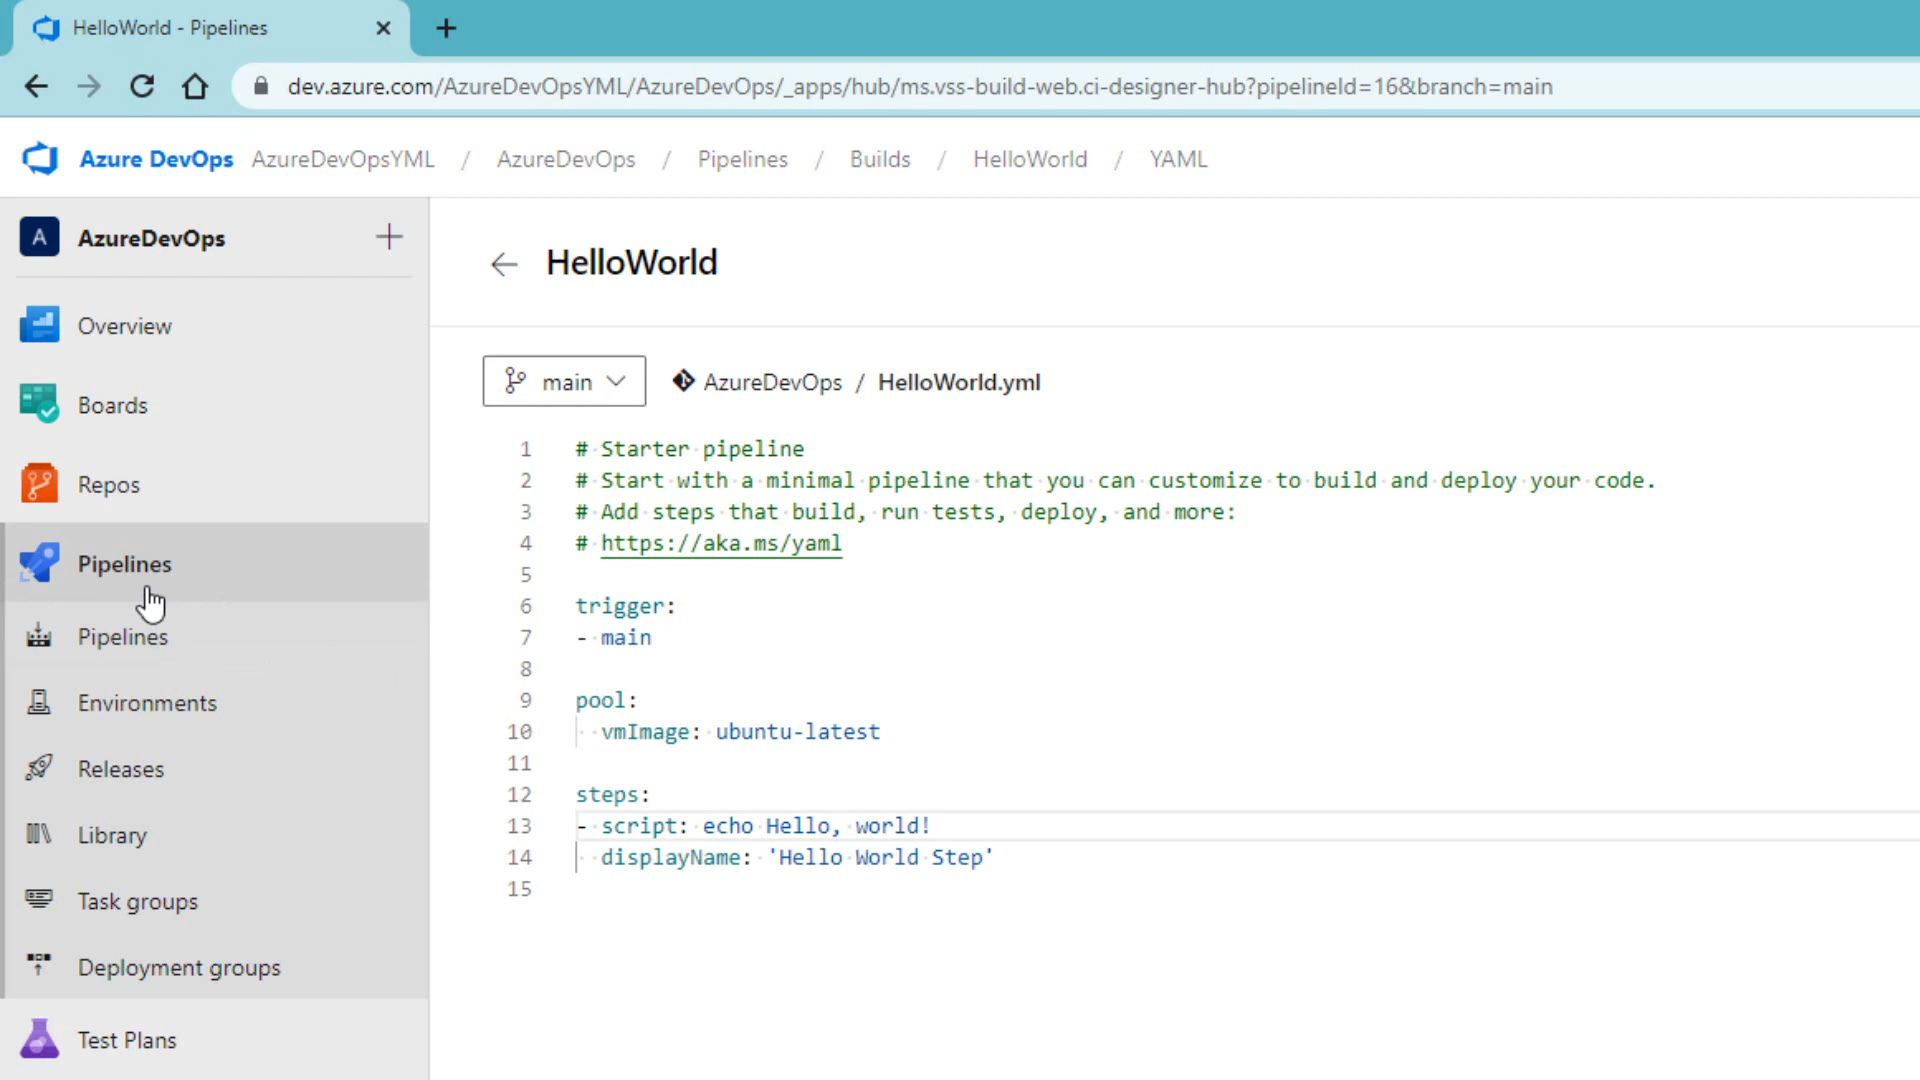 HelloWorld - Pipelines
dev.azure.com/AzureDevOpsYML/AzureDevOps/_apps/hub/ms.vss-build-web.ci-designer-hub?pipelineId=16&branch=main
Azure DevOps AzureDevOpsYML / AzureDevOps / Pipelines / Builds / HelloWorld / YAML
A AzureDevOps
Overview
Boards
Repos
Pipelines
Pipelines
Environments
Releases
Library
Task groups
Deployment groups
Test Plans
HelloWorld
main AzureDevOps / HelloWorld.yml
1 # Starter pipeline
2 # Start with a minimal pipeline that you can customize to build and deploy your code.
3 # Add steps that build, run tests, deploy, and more:
4 # https://aka.ms/yaml
5
6 trigger:
7 - main
8
9 pool:
10   vmImage: ubuntu-latest
11
12 steps:
13 - script: echo Hello, world!
14   displayName: 'Hello World Step'
15